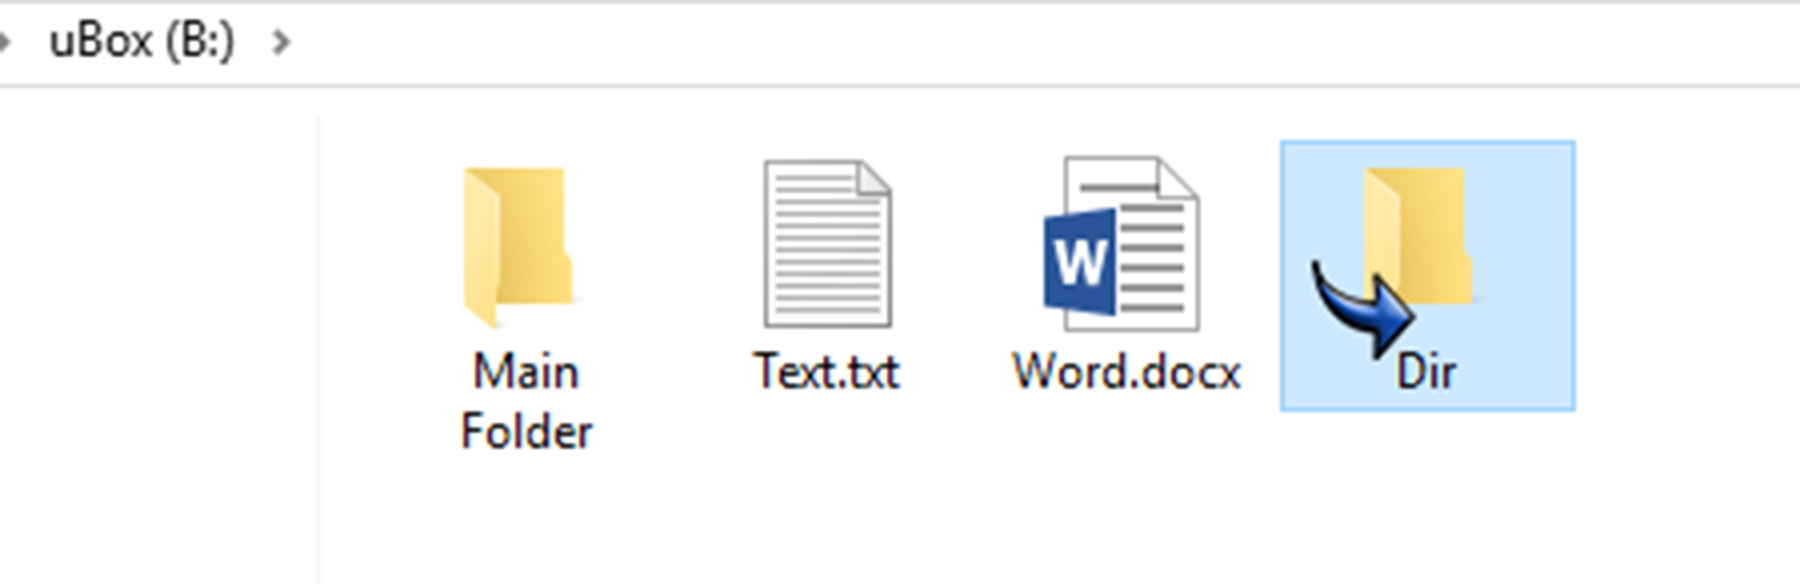 uBox (B:)
Main
Folder
Text.txt
W
Word.docx
Dir